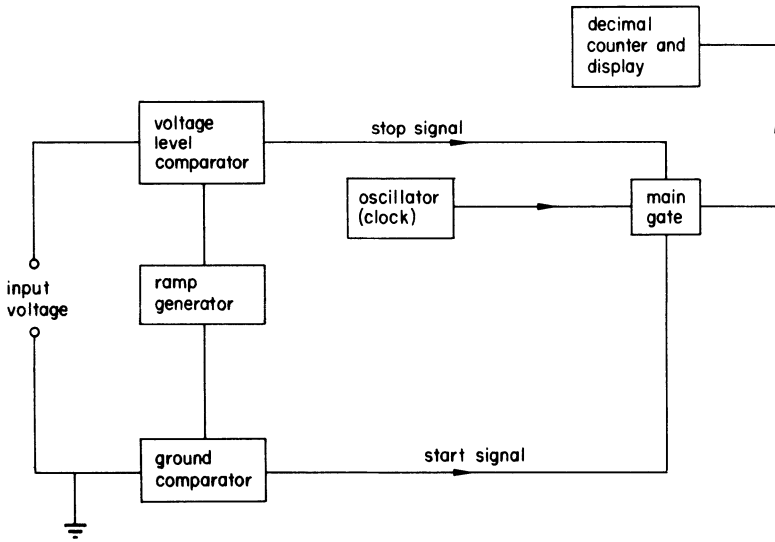 decimal
counter and
display
voltage
level
comparator
stop signal
oscillator
(clock)
main
gate
input
voltage
ramp
generator
ground
comparator
start signal